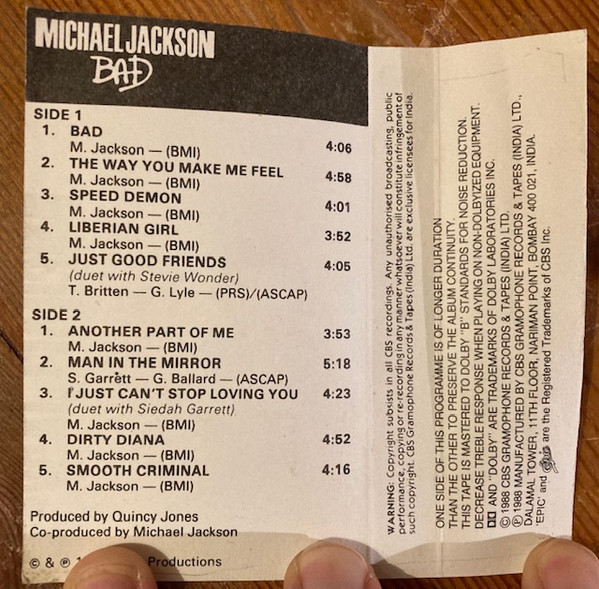 MICHAEL JACKSON
BAD
SIDE 1
1. BAD 4:06
M. Jackson — (BMI)
2. THE WAY YOU MAKE ME FEEL 4:58
M. Jackson — (BMI)
3. SPEED DEMON 4:01
M. Jackson — (BMI)
4. LIBERIAN GIRL 3:52
M. Jackson — (BMI)
5. JUST GOOD FRIENDS 4:05
(duet with Stevie Wonder)
T. Britten — G. Lyle — (PRS)/(ASCAP)
SIDE 2
1. ANOTHER PART OF ME 3:53
M. Jackson — (BMI)
2. MAN IN THE MIRROR 5:18
S. Garrett — G. Ballard — (ASCAP)
3. I JUST CAN'T STOP LOVING YOU 4:23
(duet with Siedah Garrett)
M. Jackson — (BMI)
4. DIRTY DIANA 4:52
M. Jackson — (BMI)
5. SMOOTH CRIMINAL 4:16
M. Jackson — (BMI)
Produced by Quincy Jones
Co-produced by Michael Jackson
© & ℗ Productions
WARNING: Copyright subsists in all CBS recordings. Any unauthorised broadcasting, public
performance, copying or re-recording in any manner whatsoever will constitute infringement of
such copyright. CBS Gramophone Records & Tapes (India) Ltd. are exclusive licensees for India.
ONE SIDE OF THIS PROGRAMME IS OF LONGER DURATION
THAN THE OTHER TO PRESERVE THE ALBUM CONTINUITY.
THIS TAPE IS MASTERED TO DOLBY "B" STANDARDS FOR NOISE REDUCTION.
DECREASE TREBLE RESPONSE WHEN PLAYING ON NON-DOLBYIZED EQUIPMENT.
AND "DOLBY" ARE TRADEMARKS OF DOLBY LABORATORIES INC.
© 1988 CBS GRAMOPHONE RECORDS & TAPES (INDIA) LTD.
℗ 1988 MANUFACTURED BY CBS GRAMOPHONE RECORDS & TAPES (INDIA) LTD.,
DALAMAL TOWER, 11TH FLOOR, NARIMAN POINT, BOMBAY 400 021, INDIA.
'EPIC' and Epic are the Registered Trademarks of CBS Inc.